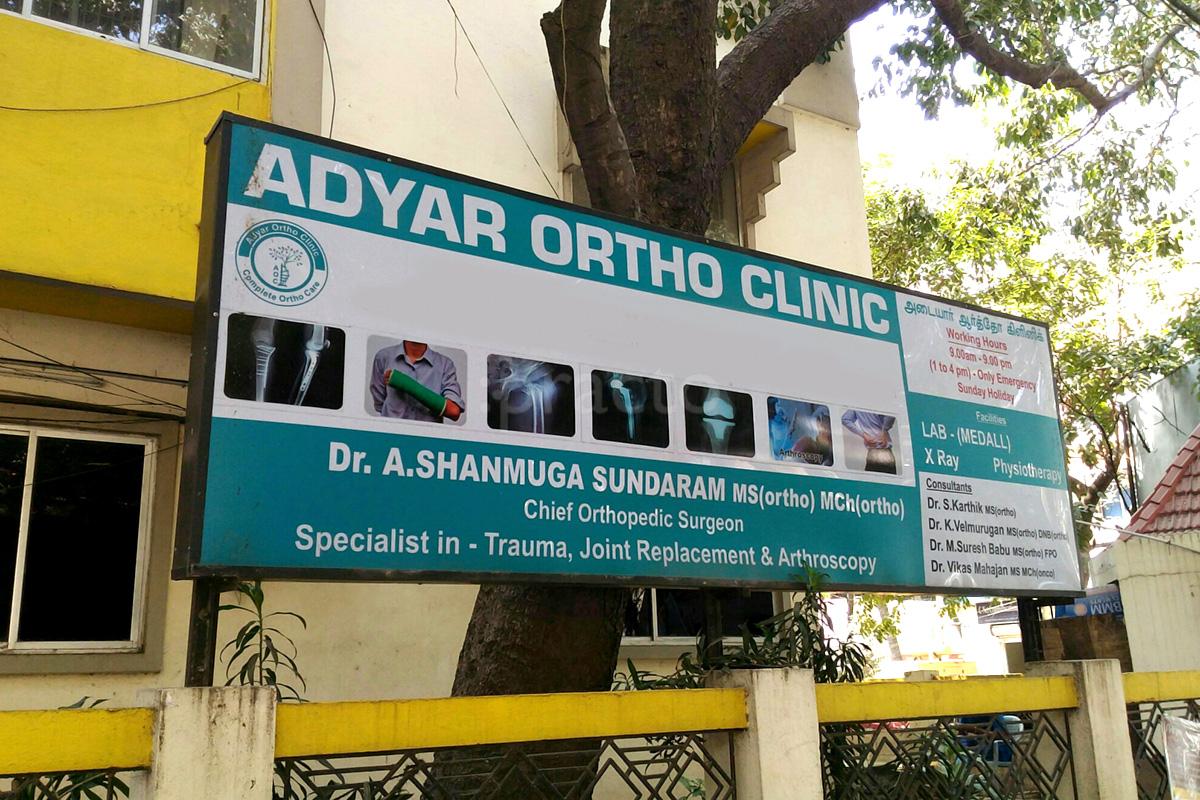 ADYAR ORTHO CLINIC
Adyar Ortho Clinic
AOC
Complete Ortho Care
Arthroscopy
practo
Dr. A.SHANMUGA SUNDARAM MS(ortho) MCh(ortho)
Chief Orthopedic Surgeon
Specialist in - Trauma, Joint Replacement & Arthroscopy
அடையார் ஆர்த்தோ கிளினிக்
Working Hours
9.00am - 9.00 pm
(1 to 4 pm) - Only Emergency
Sunday Holiday
Facilities
LAB - (MEDALL)
X Ray Physiotherapy
Consultants
Dr. S.Karthik MS(ortho)
Dr. K.Velmurugan MS(ortho) DNB(ortho)
Dr. M.Suresh Babu MS(ortho) FPO
Dr. Vikas Mahajan MS MCh(onco)
BMM